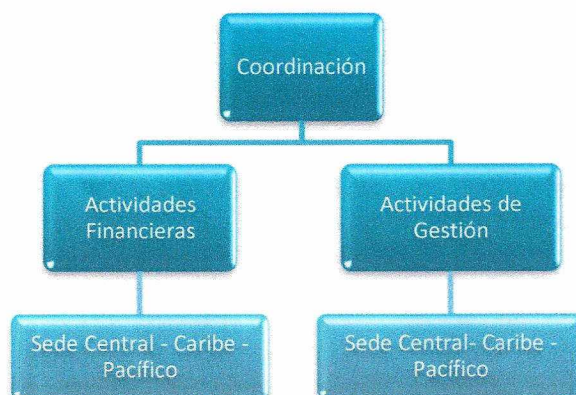 Coordinación
Actividades
Financieras
Actividades de
Gestión
Sede Central - Caribe -
Pacífico
Sede Central- Caribe -
Pacífico